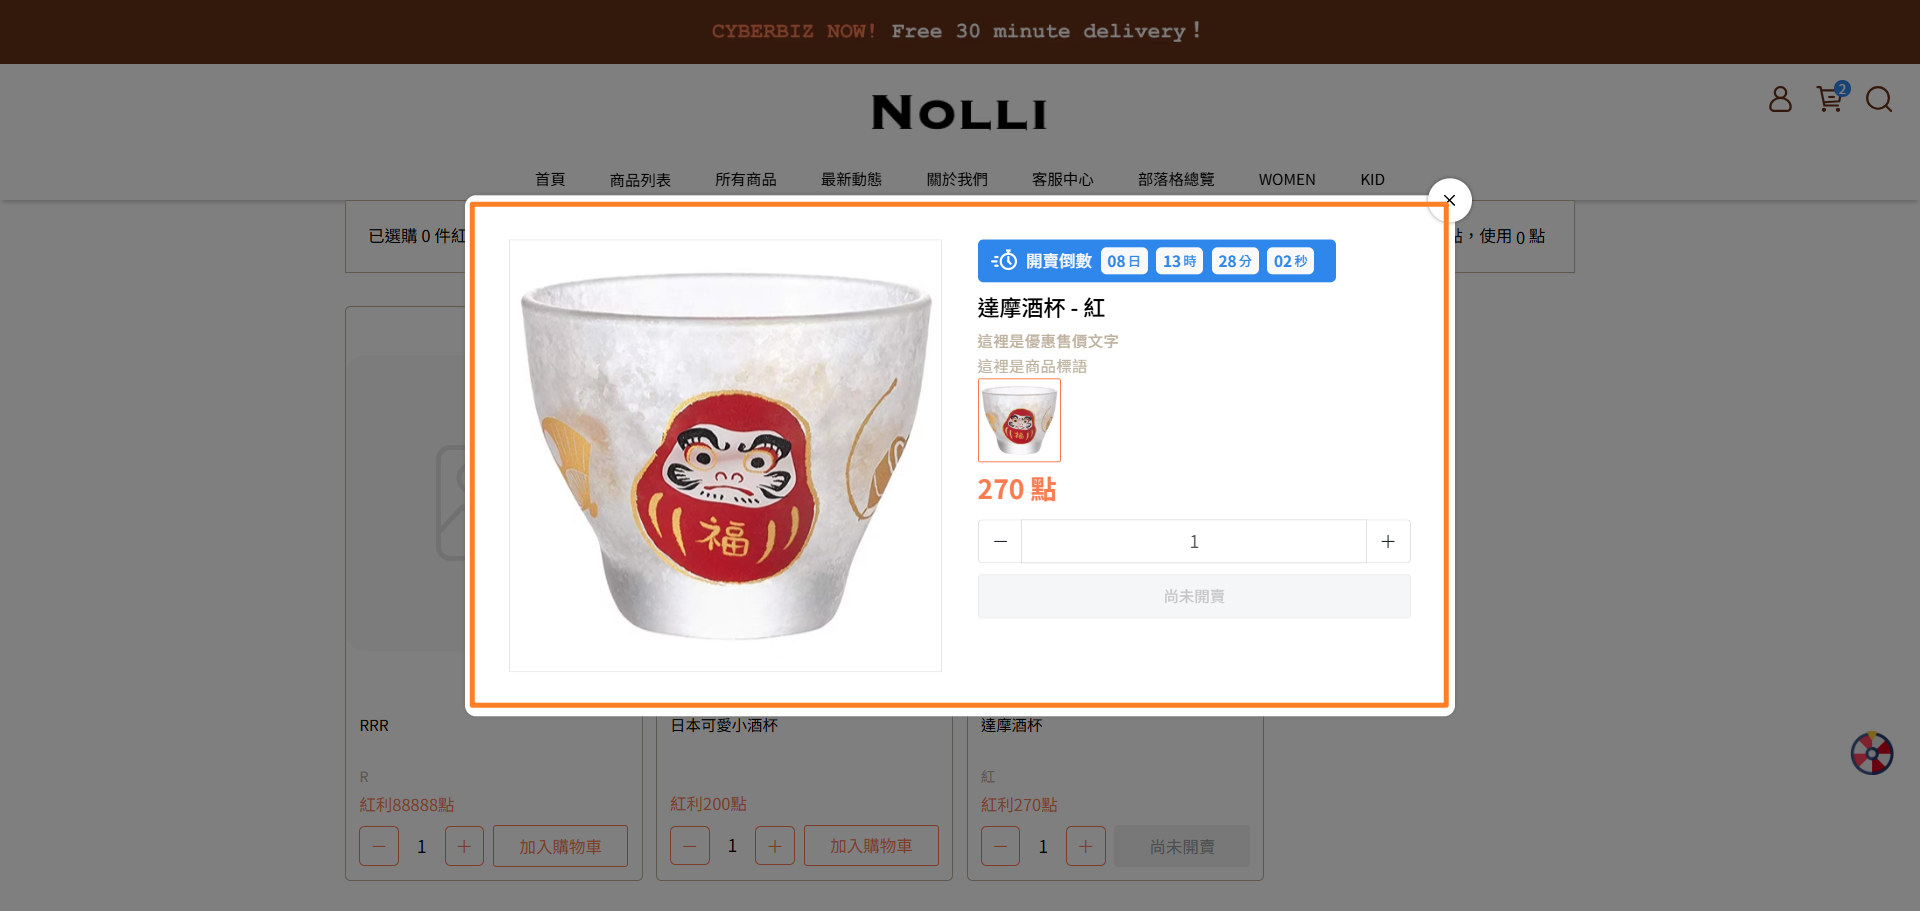 CYBERBIZ NOW! Free 30 minute delivery!
NOLLI
2
首頁 商品列表 所有商品 最新動態 關於我們 客服中心 部落格總覽 WOMEN KID
已選購 0 件紅
點，使用 0 點
開賣倒數 08日 13時 28分 02秒
達摩酒杯 - 紅
這裡是優惠售價文字
這裡是商品標語
福
270 點
1
尚未開賣
RRR
R
紅利88888點
1 加入購物車
日本可愛小酒杯
紅利200點
1 加入購物車
達摩酒杯
紅
紅利270點
1 尚未開賣